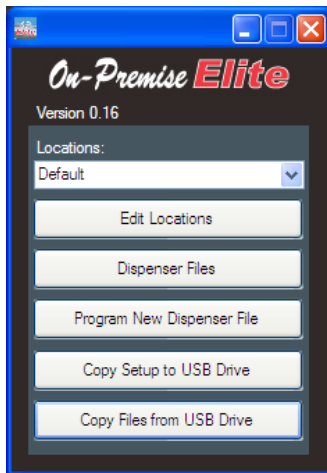 On-Premise Elite
Version 0.16
Locations:
Default
Edit Locations
Dispenser Files
Program New Dispenser File
Copy Setup to USB Drive
Copy Files from USB Drive